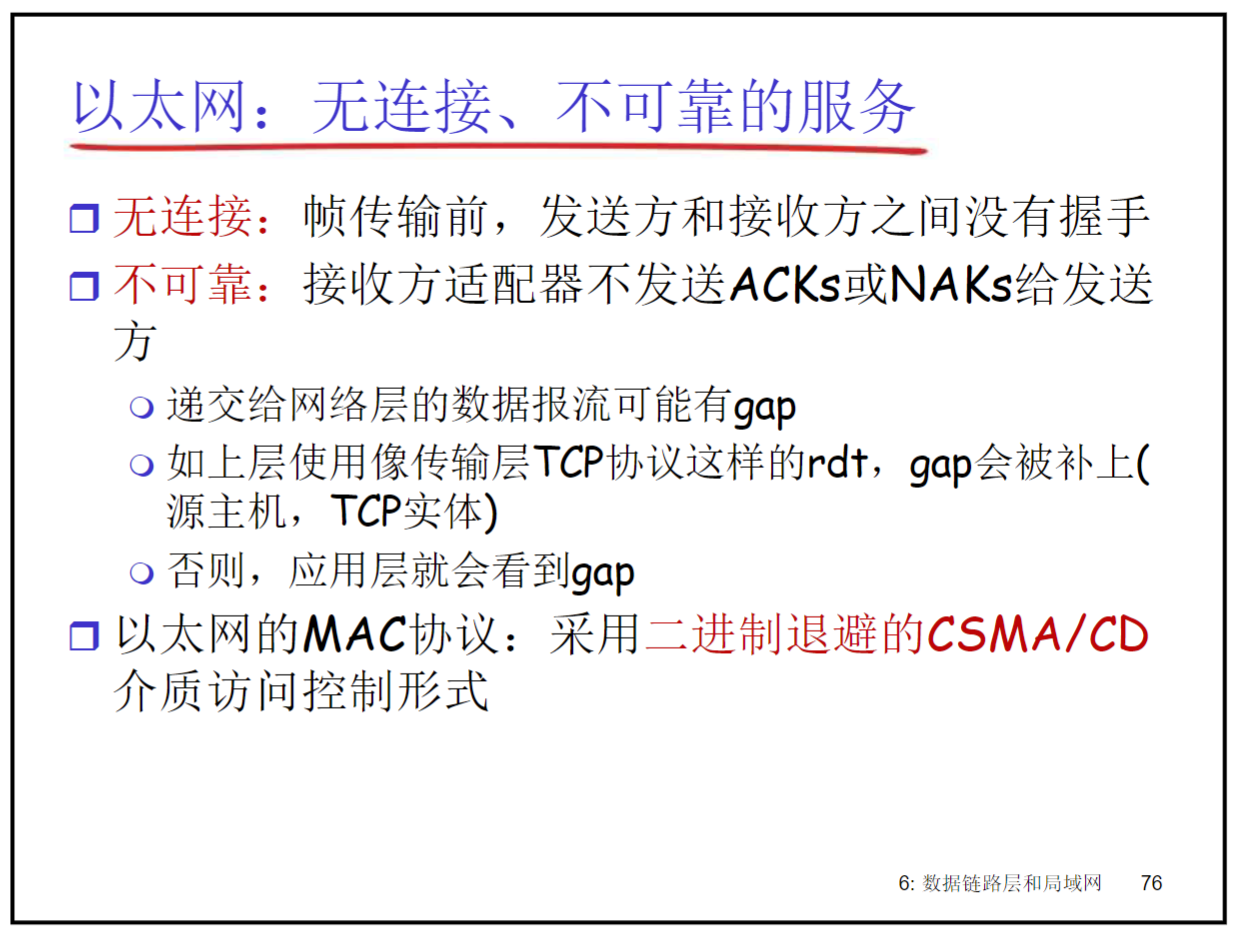 以太网：无连接、不可靠的服务
无连接：帧传输前，发送方和接收方之间没有握手
不可靠：接收方适配器不发送ACKs或NAKs给发送
方
递交给网络层的数据报流可能有gap
如上层使用像传输层TCP协议这样的rdt，gap会被补上(
源主机，TCP实体)
否则，应用层就会看到gap
以太网的MAC协议：采用二进制退避的CSMA/CD
介质访问控制形式
6: 数据链路层和局域网 76